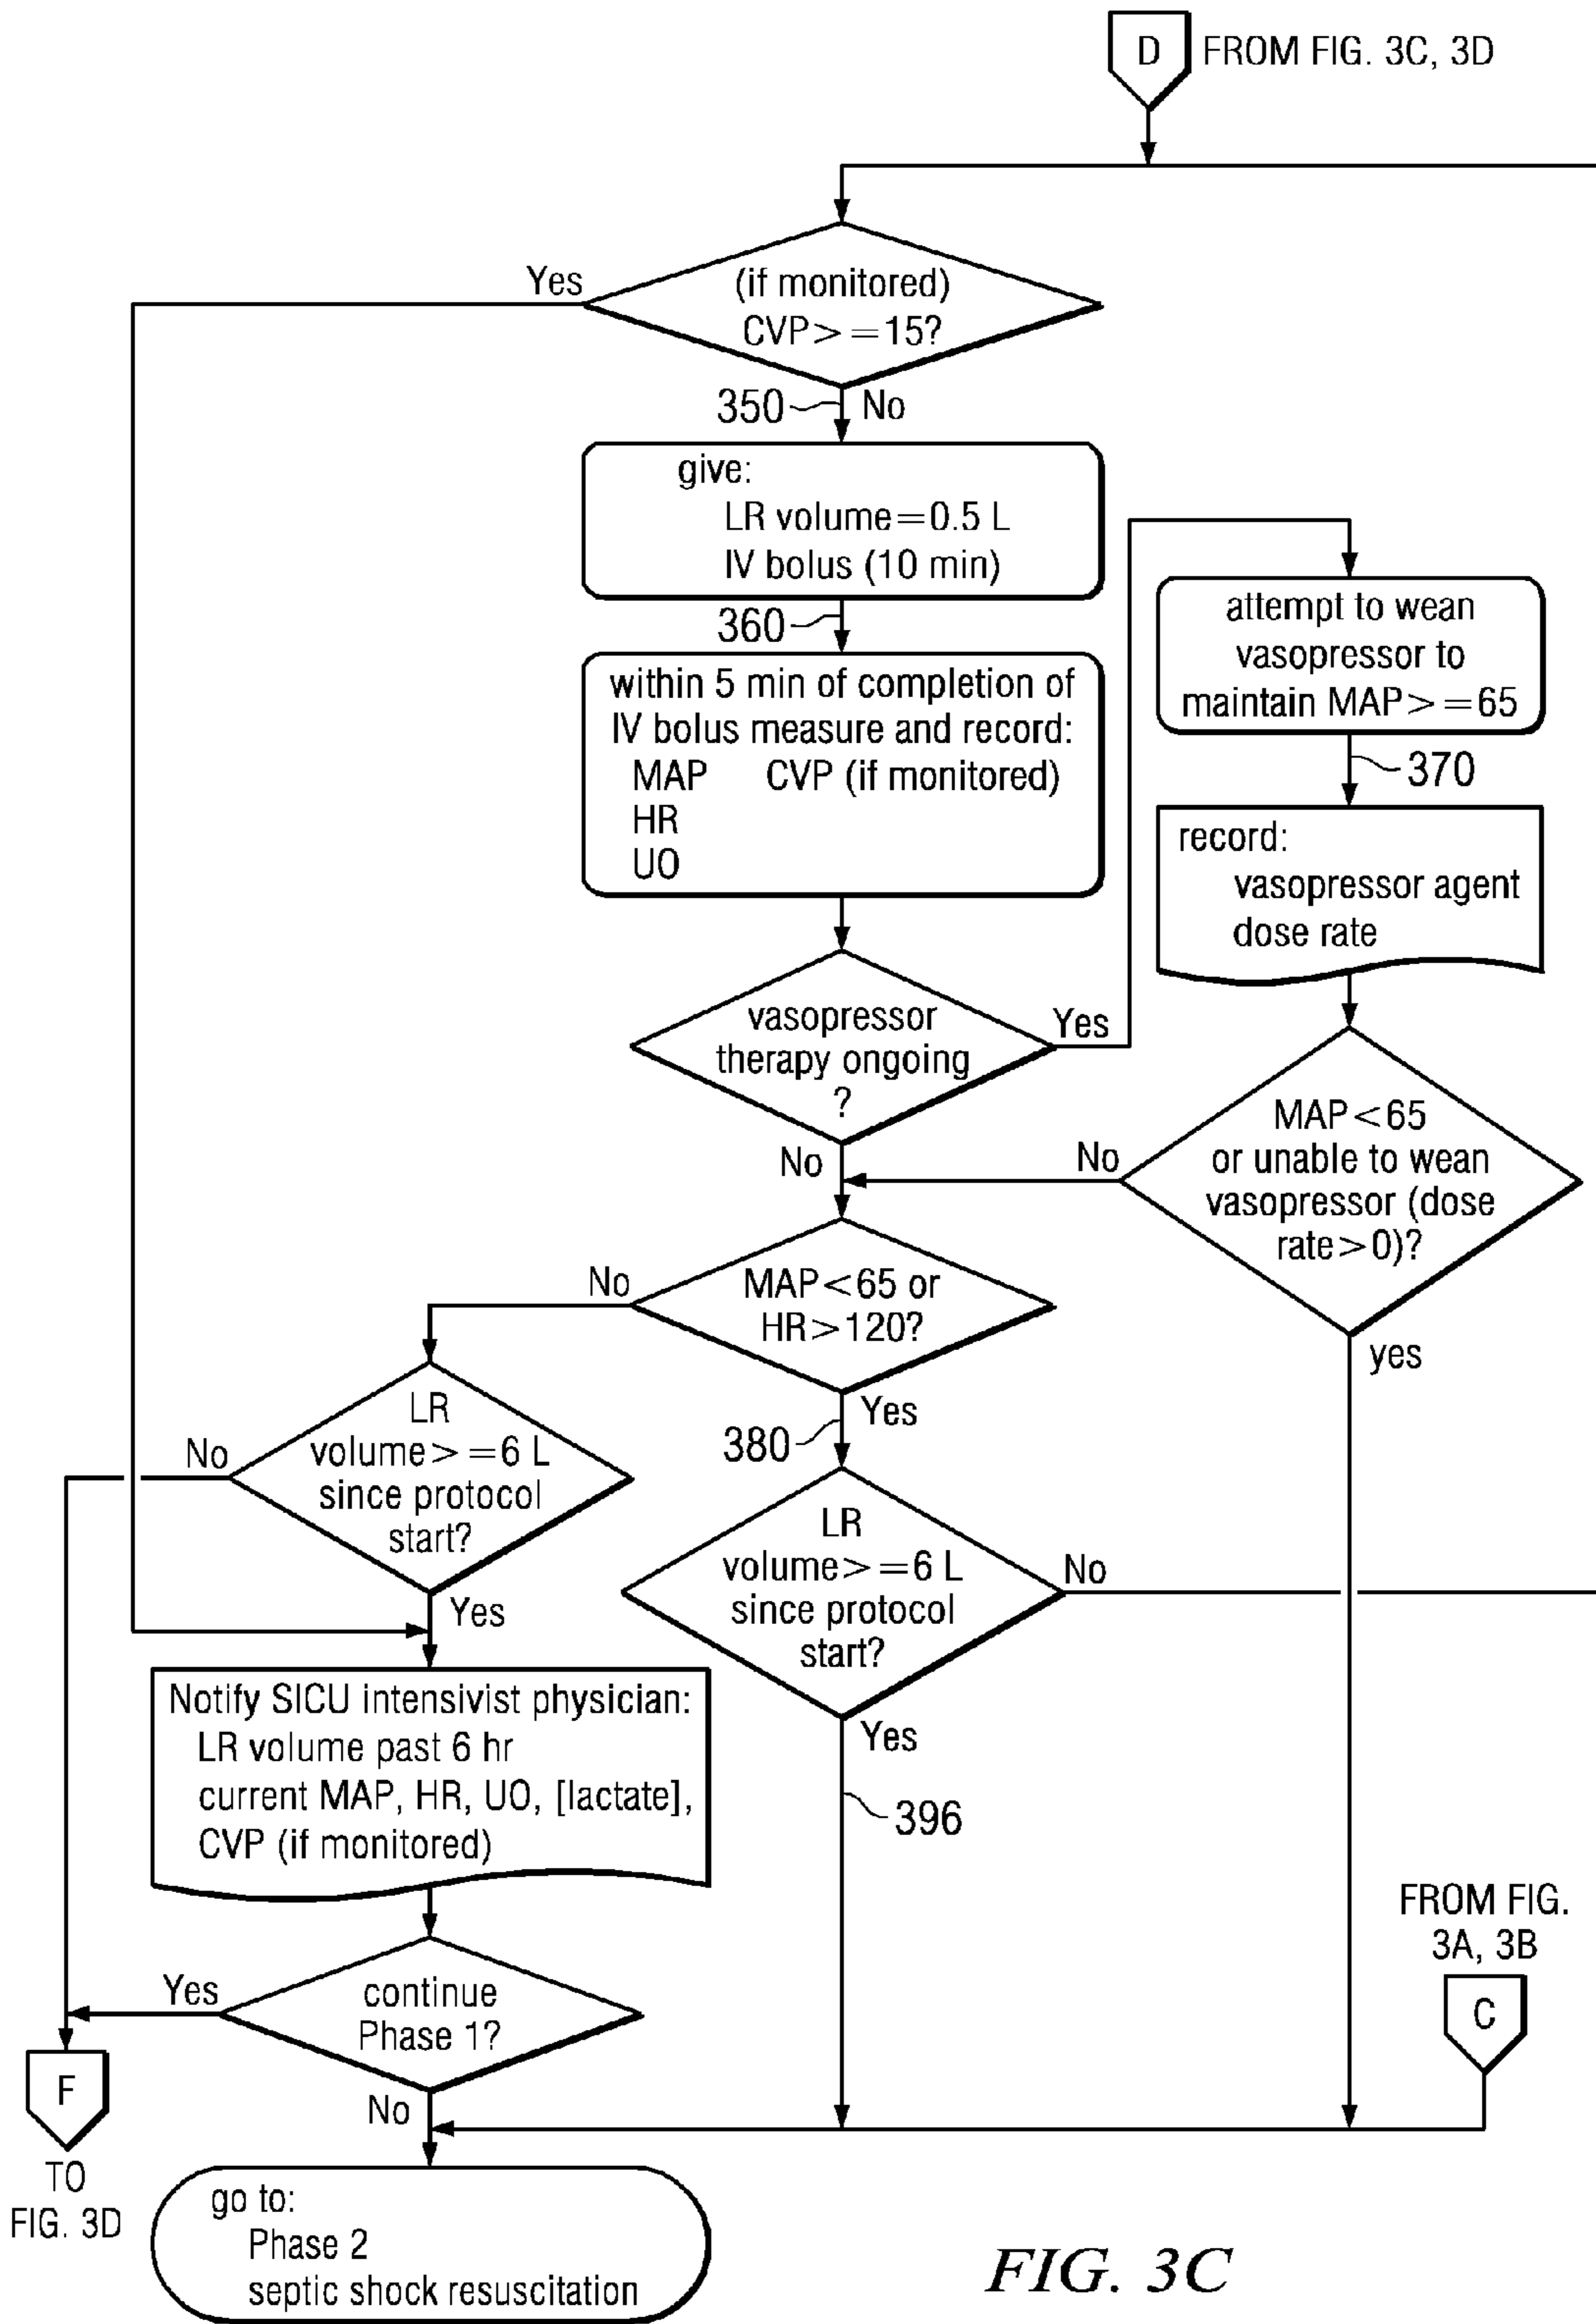 D
FROM FIG. 3C, 3D
(if monitored)
CVP>=15?
Yes
350
No
give:
LR volume=0.5 L
IV bolus (10 min)
360
within 5 min of completion of
IV bolus measure and record:
MAP CVP (if monitored)
HR
UO
vasopressor
therapy ongoing
?
Yes
No
attempt to wean
vasopressor to
maintain MAP>=65
370
record:
vasopressor agent
dose rate
MAP<65
or unable to wean
vasopressor (dose
rate>0)?
No
yes
MAP<65 or
HR>120?
No
Yes
380
LR
volume>=6 L
since protocol
start?
No
Yes
LR
volume>=6 L
since protocol
start?
No
Yes
396
Notify SICU intensivist physician:
LR volume past 6 hr
current MAP, HR, UO, [lactate],
CVP (if monitored)
continue
Phase 1?
Yes
No
FROM FIG.
3A, 3B
C
F
TO
FIG. 3D
go to:
Phase 2
septic shock resuscitation
FIG. 3C